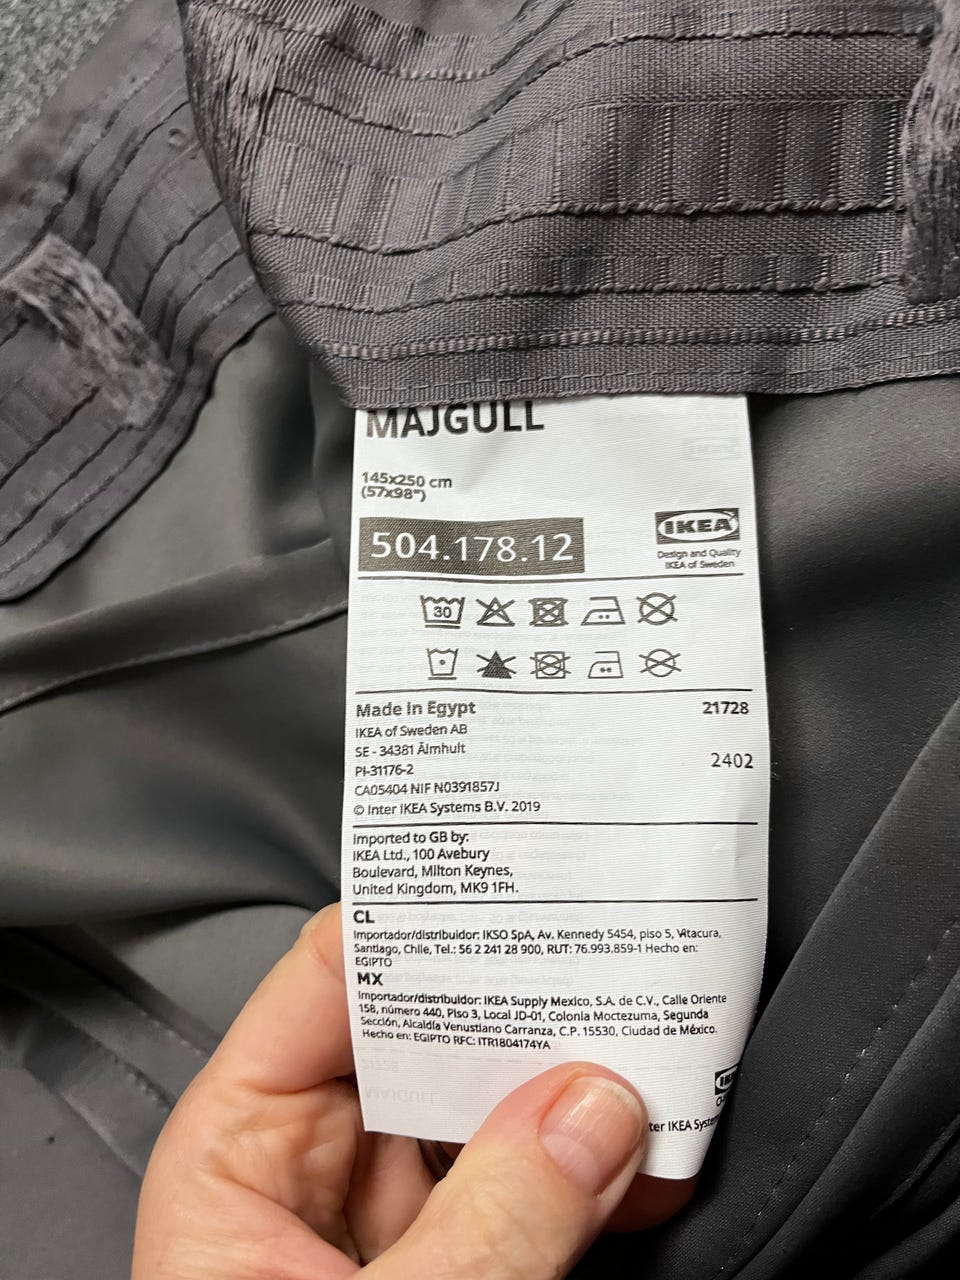 MAJGULL
145x250 cm
(57x98")
504.178.12
IKEA
Design and Quality
IKEA of Sweden
30
Made in Egypt
21728
IKEA of Sweden AB
SE - 34381 Älmhult
2402
PI-31176-2
CA05404 NIF N0391857J
© Inter IKEA Systems B.V. 2019
Imported to GB by:
IKEA Ltd., 100 Avebury
Boulevard, Milton Keynes,
United Kingdom, MK9 1FH.
CL
Importador/distribuidor: IKSO SpA, Av. Kennedy 5454, piso 5, Vitacura,
Santiago, Chile, Tel.: 56 2 241 28 900, RUT: 76.993.859-1 Hecho en:
EGIPTO
MX
Importador/distribuidor: IKEA Supply Mexico, S.A. de C.V., Calle Oriente
158, número 440, Piso 3, Local JD-01, Colonia Moctezuma, Segunda
Sección, Alcaldía Venustiano Carranza, C.P. 15530, Ciudad de México.
Hecho en: EGIPTO RFC: ITR1804174YA
IKEA